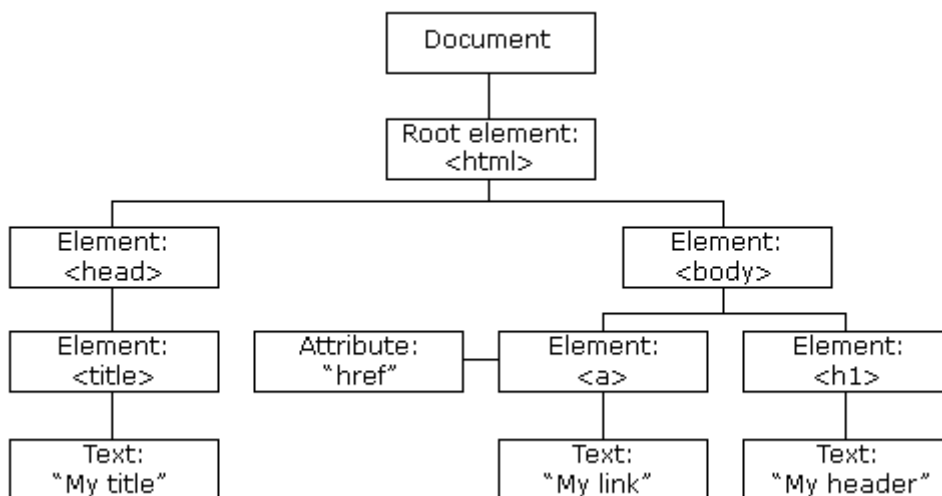 Document
Root element:
<html>
Element:
<head>
Element:
<body>
Element:
<title>
Attribute:
“href”
Element:
<a>
Element:
<h1>
Text:
“My title”
Text:
“My link”
Text:
“My header”